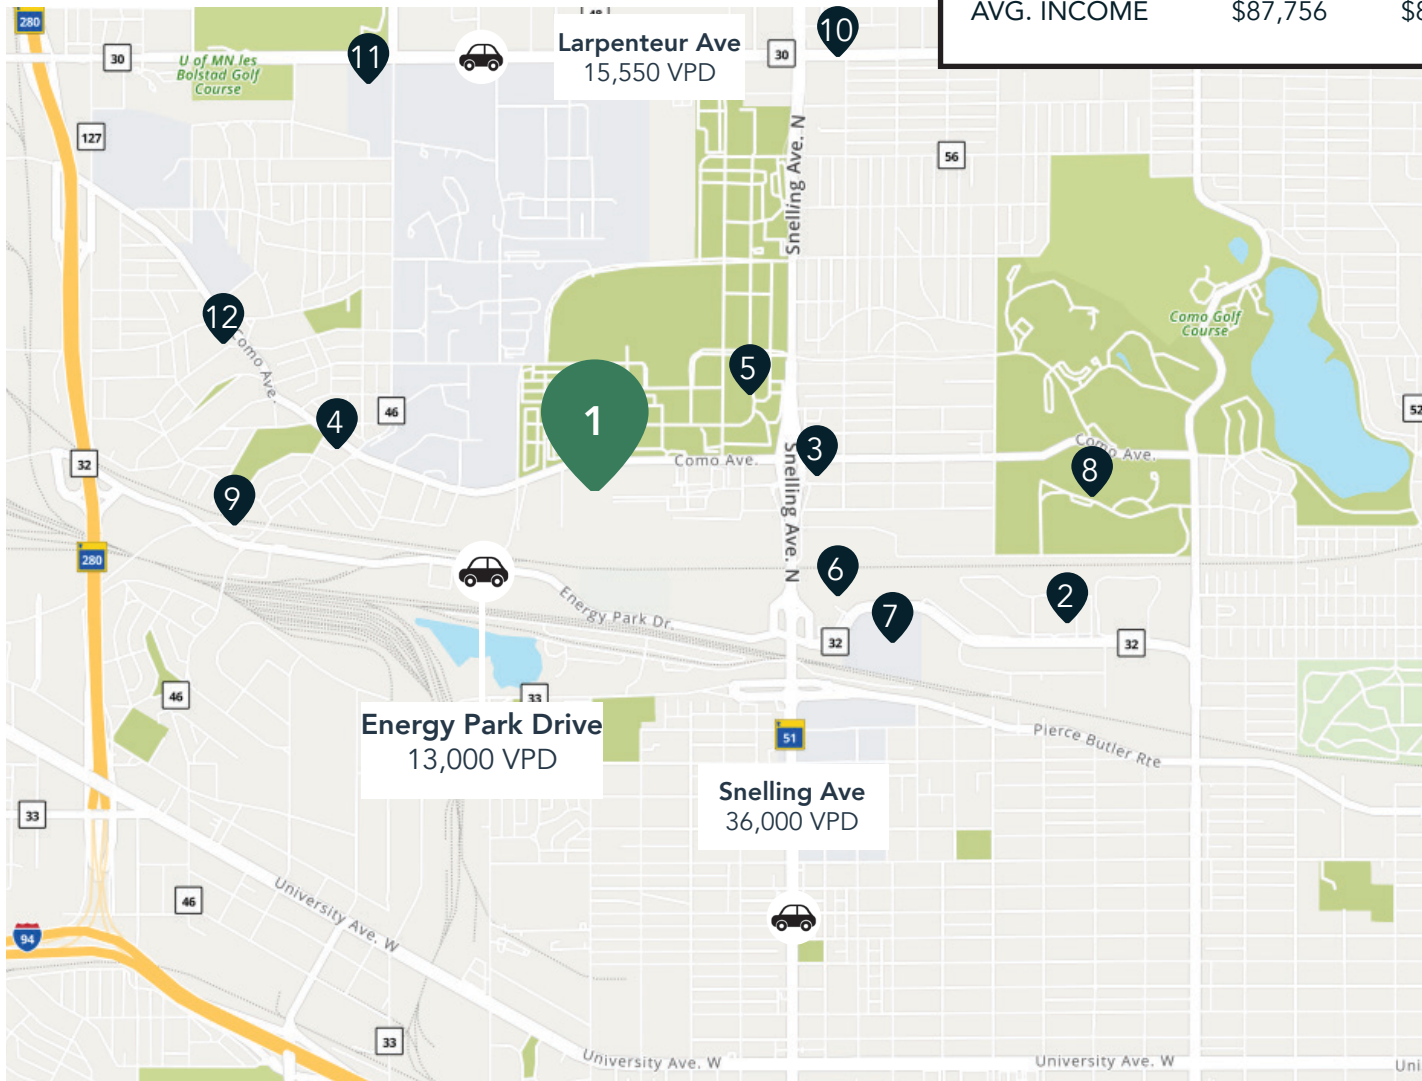 AVG. INCOME $87,756
280
30
U of MN les
Bolstad Golf
Course
11
Larpenteur Ave
15,550 VPD
30
10
127
Snelling Ave. N
56
12
Como Ave.
Como Golf
Course
5
1
4
46
52
3
Como Ave.
Como Ave.
8
32
9
Snelling Ave. N
280
6
2
Energy Park Dr.
7
32
32
46
33
Energy Park Drive
13,000 VPD
51
Pierce Butler Rte
Snelling Ave
36,000 VPD
33
46
University Ave. W
94
33
University Ave. W
University Ave. W
Uni